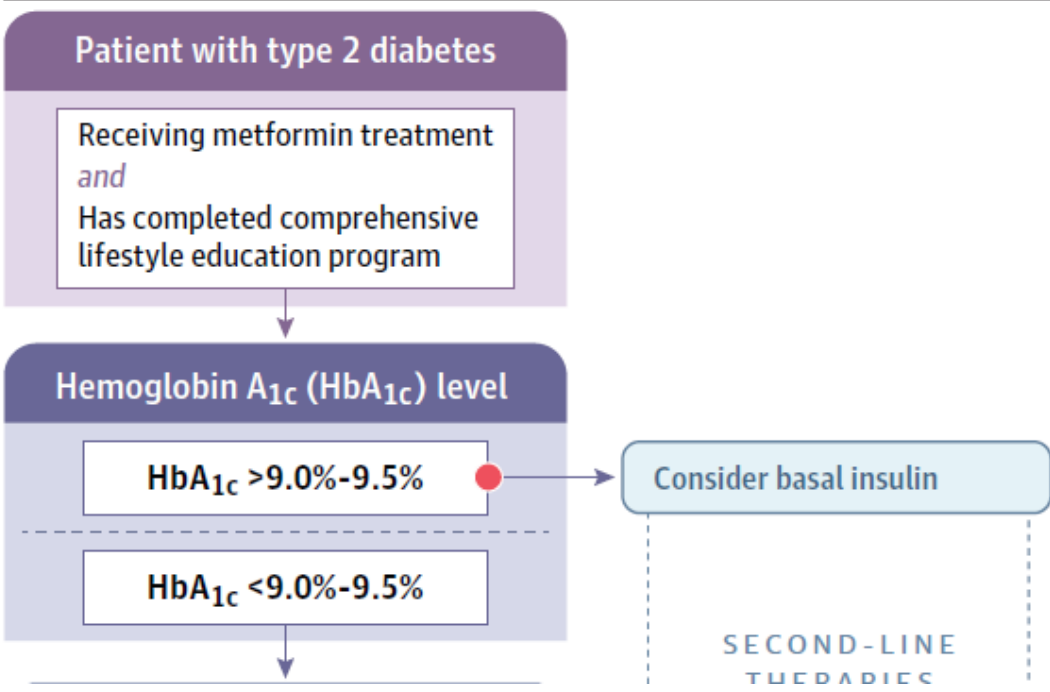 Patient with type 2 diabetes
Receiving metformin treatment
and
Has completed comprehensive
lifestyle education program
Hemoglobin A1c (HbA1c) level
HbA1c >9.0%-9.5%
Consider basal insulin
HbA1c <9.0%-9.5%
SECOND-LINE
THERAPIES